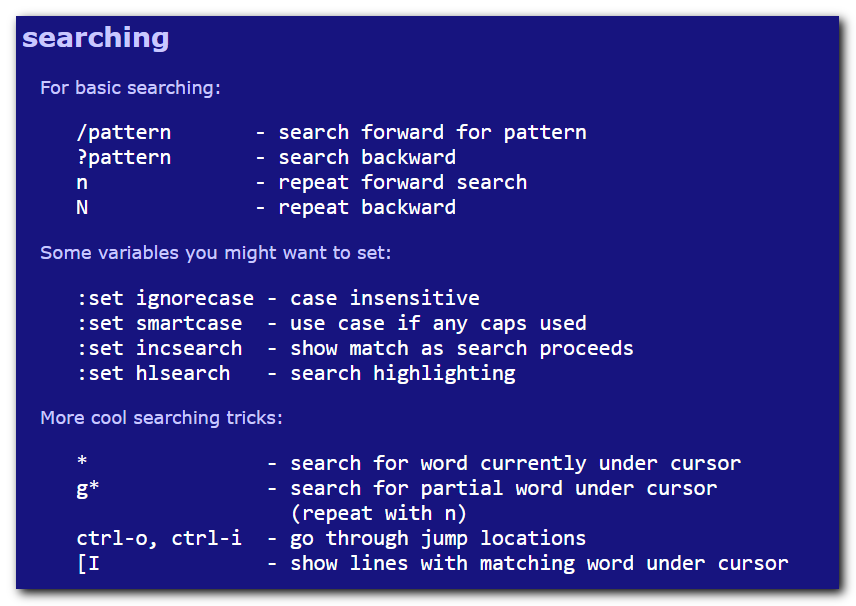 searching
For basic searching:
/pattern       - search forward for pattern
?pattern       - search backward
n              - repeat forward search
N              - repeat backward
Some variables you might want to set:
:set ignorecase - case insensitive
:set smartcase  - use case if any caps used
:set incsearch  - show match as search proceeds
:set hlsearch   - search highlighting
More cool searching tricks:
*               - search for word currently under cursor
g*              - search for partial word under cursor
                  (repeat with n)
ctrl-o, ctrl-i  - go through jump locations
[I              - show lines with matching word under cursor